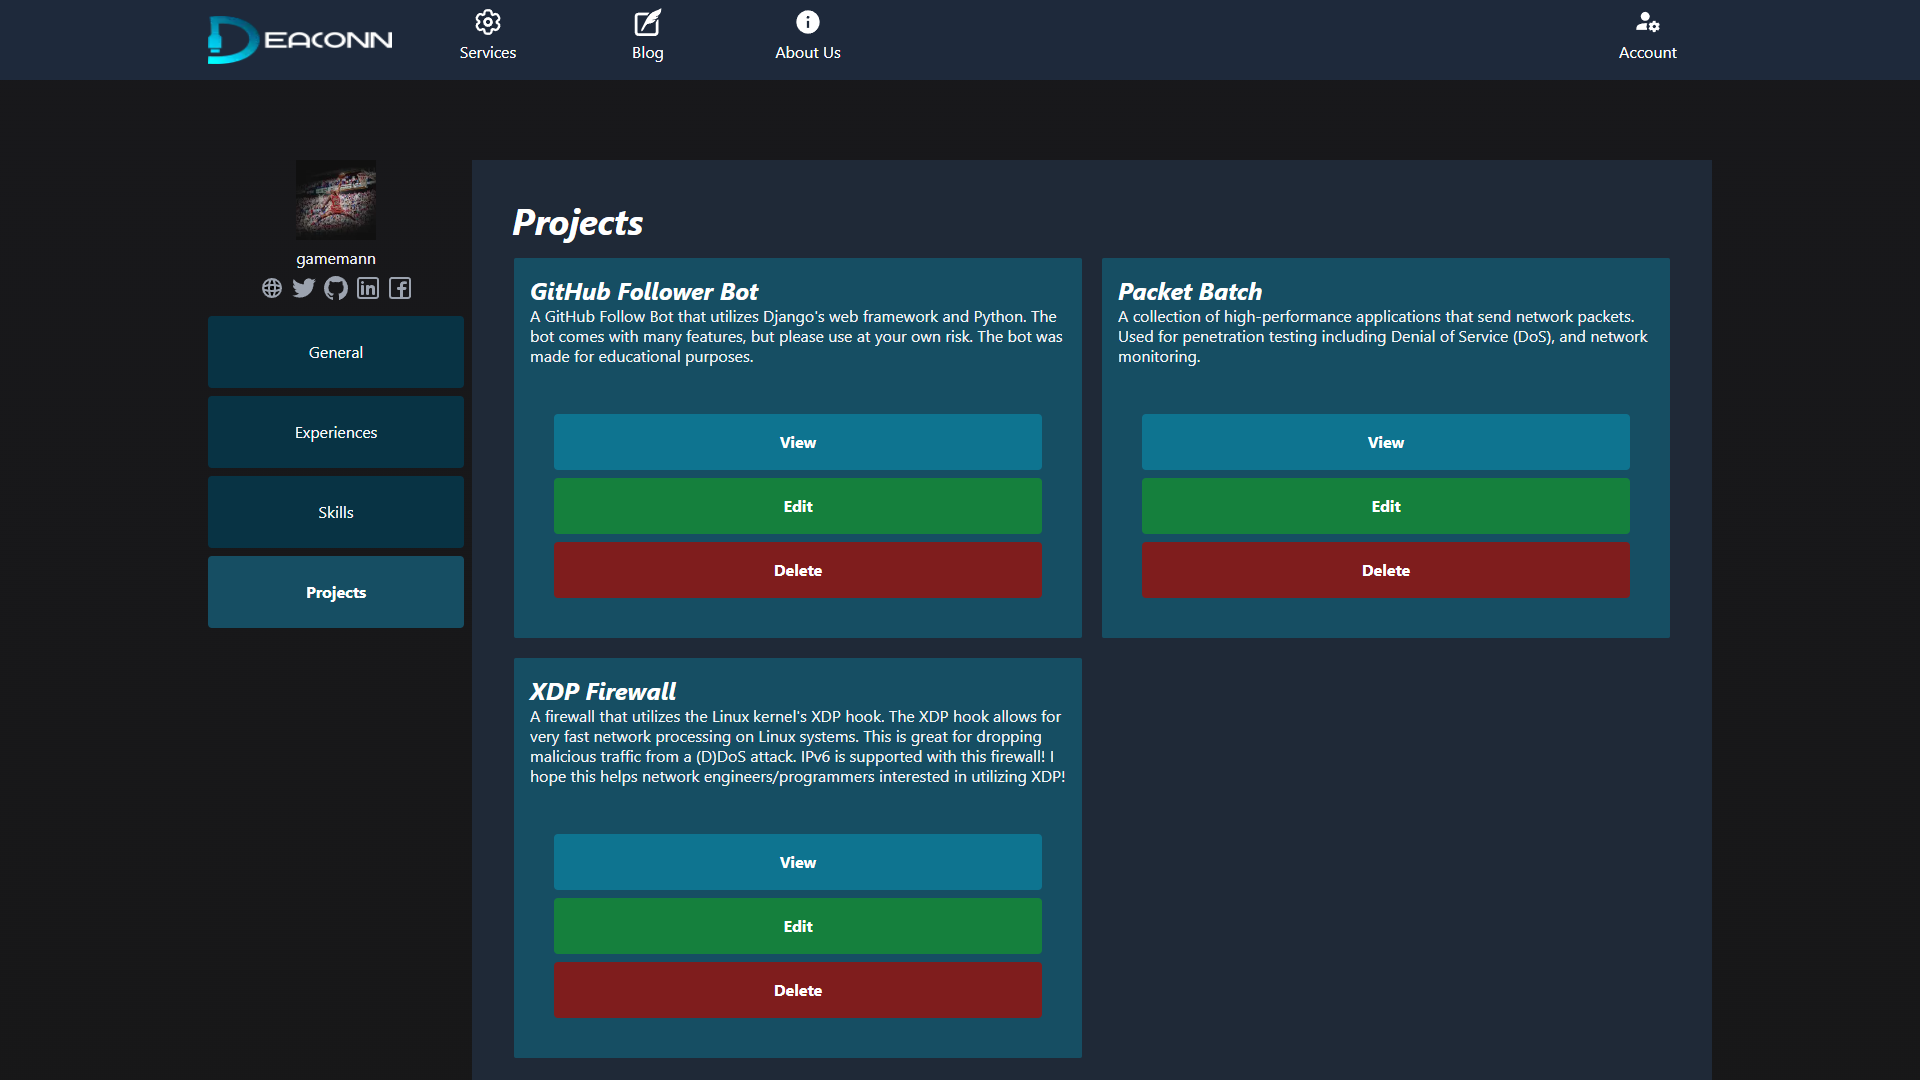 DEACONN
Services
Blog
About Us
Account
gamemann
General
Experiences
Skills
Projects
Projects
GitHub Follower Bot
A GitHub Follow Bot that utilizes Django's web framework and Python. The
bot comes with many features, but please use at your own risk. The bot was
made for educational purposes.
View
Edit
Delete
Packet Batch
A collection of high-performance applications that send network packets.
Used for penetration testing including Denial of Service (DoS), and network
monitoring.
View
Edit
Delete
XDP Firewall
A firewall that utilizes the Linux kernel's XDP hook. The XDP hook allows for
very fast network processing on Linux systems. This is great for dropping
malicious traffic from a (D)DoS attack. IPv6 is supported with this firewall! I
hope this helps network engineers/programmers interested in utilizing XDP!
View
Edit
Delete